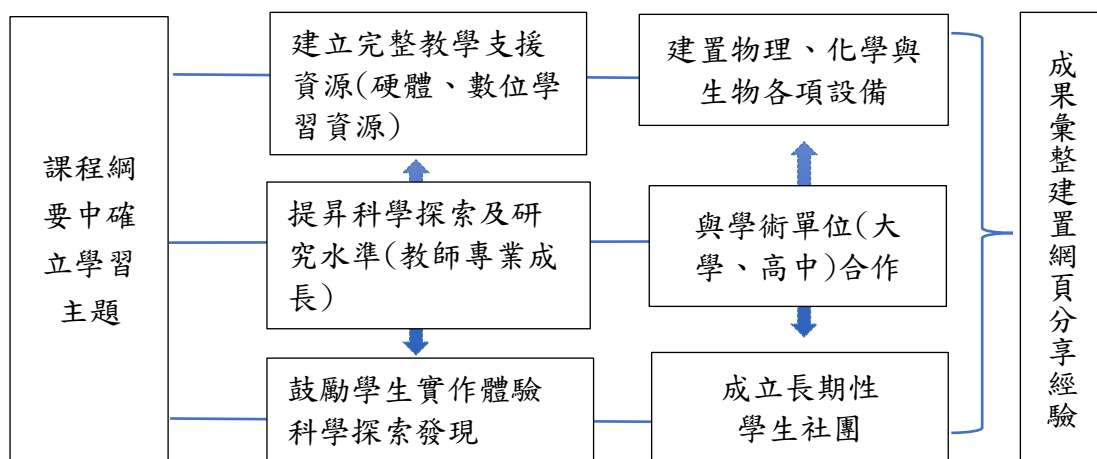 課程綱
要中確
立學習
主題
建立完整教學支援
資源(硬體、數位學
習資源)
建置物理、化學與
生物各項設備
提昇科學探索及研
究水準(教師專業成
長)
與學術單位(大
學、高中)合作
鼓勵學生實作體驗
科學探索發現
成立長期性
學生社團
成果彙整建置網頁分享經驗